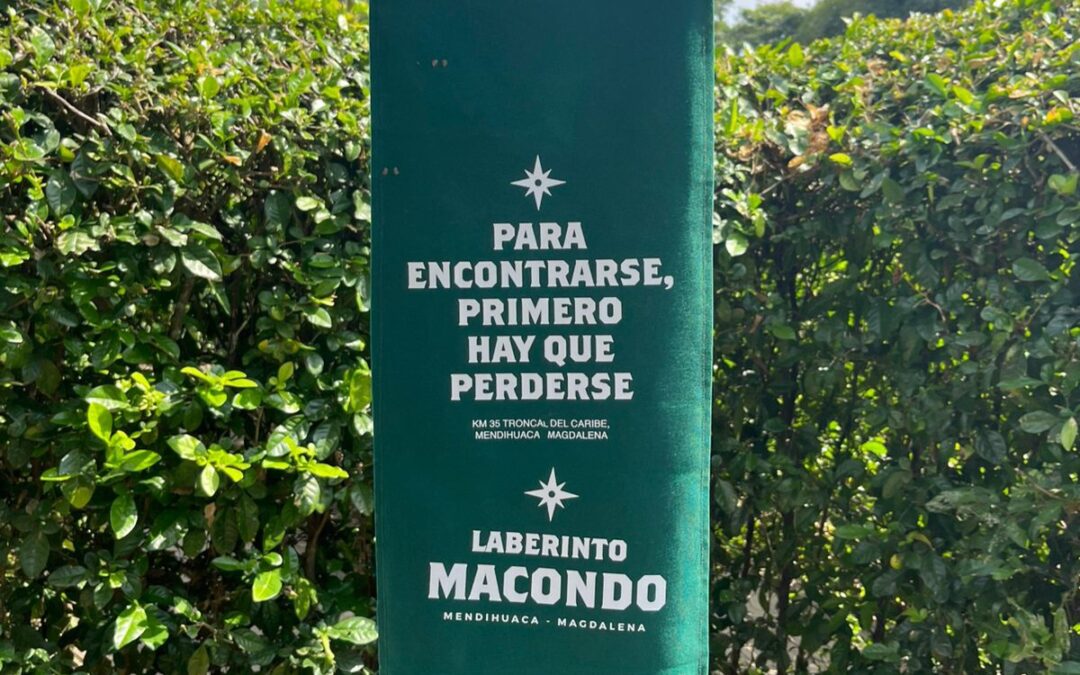 PARA
ENCONTRARSE,
PRIMERO
HAY QUE
PERDERSE
KM 35 TRONCAL DEL CARIBE,
MENDIHUACA MAGDALENA
LABERINTO
MACONDO
MENDIHUACA - MAGDALENA